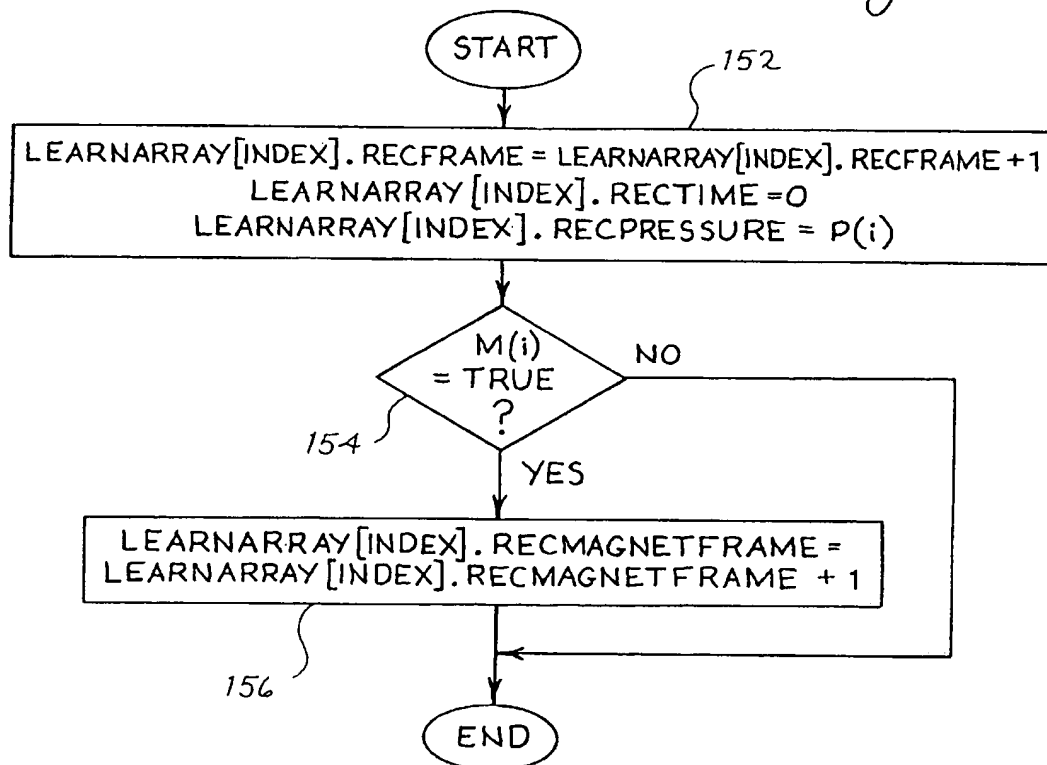 START
152
LEARNARRAY[INDEX].RECFRAME = LEARNARRAY[INDEX].RECFRAME +1
LEARNARRAY[INDEX].RECTIME =0
LEARNARRAY[INDEX].RECPRESSURE = P(i)
M(i)
= TRUE
?
NO
154
YES
LEARNARRAY[INDEX].RECMAGNETFRAME =
LEARNARRAY[INDEX].RECMAGNETFRAME + 1
156
END